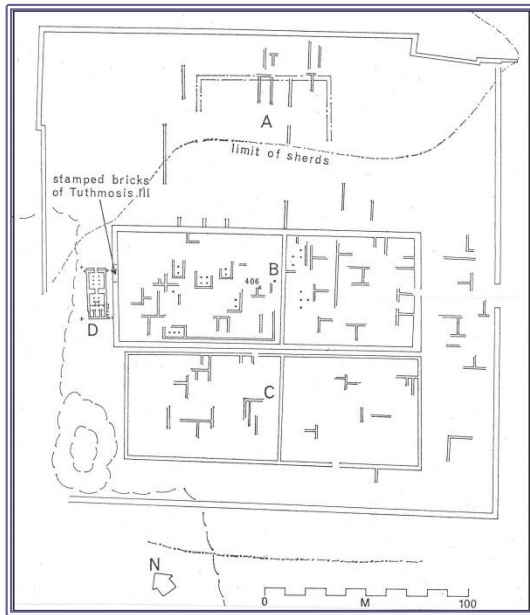 A
limit of sherds
stamped bricks
of Tuthmosis.III
B
406
D
C
N
0 M 100